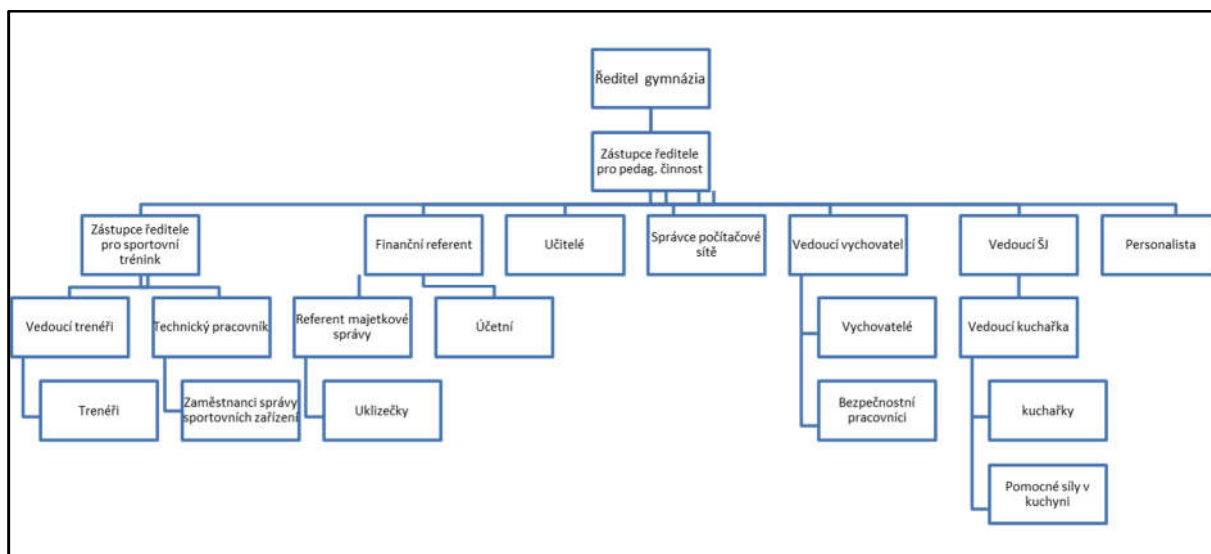 Ředitel gymnázia
Zástupce ředitele
pro pedag. činnost
Zástupce ředitele
pro sportovní
trénink
Finanční referent
Učitelé
Správce počítačové
sítě
Vedoucí vychovatel
Vedoucí ŠJ
Personalista
Vedoucí trenéři
Technický pracovník
Referent majetkové
správy
Účetní
Vychovatelé
Vedoucí kuchařka
Trenéři
Zaměstnanci správy
sportovních zařízení
Uklizečky
Bezpečnostní
pracovníci
kuchařky
Pomocné síly v
kuchyni